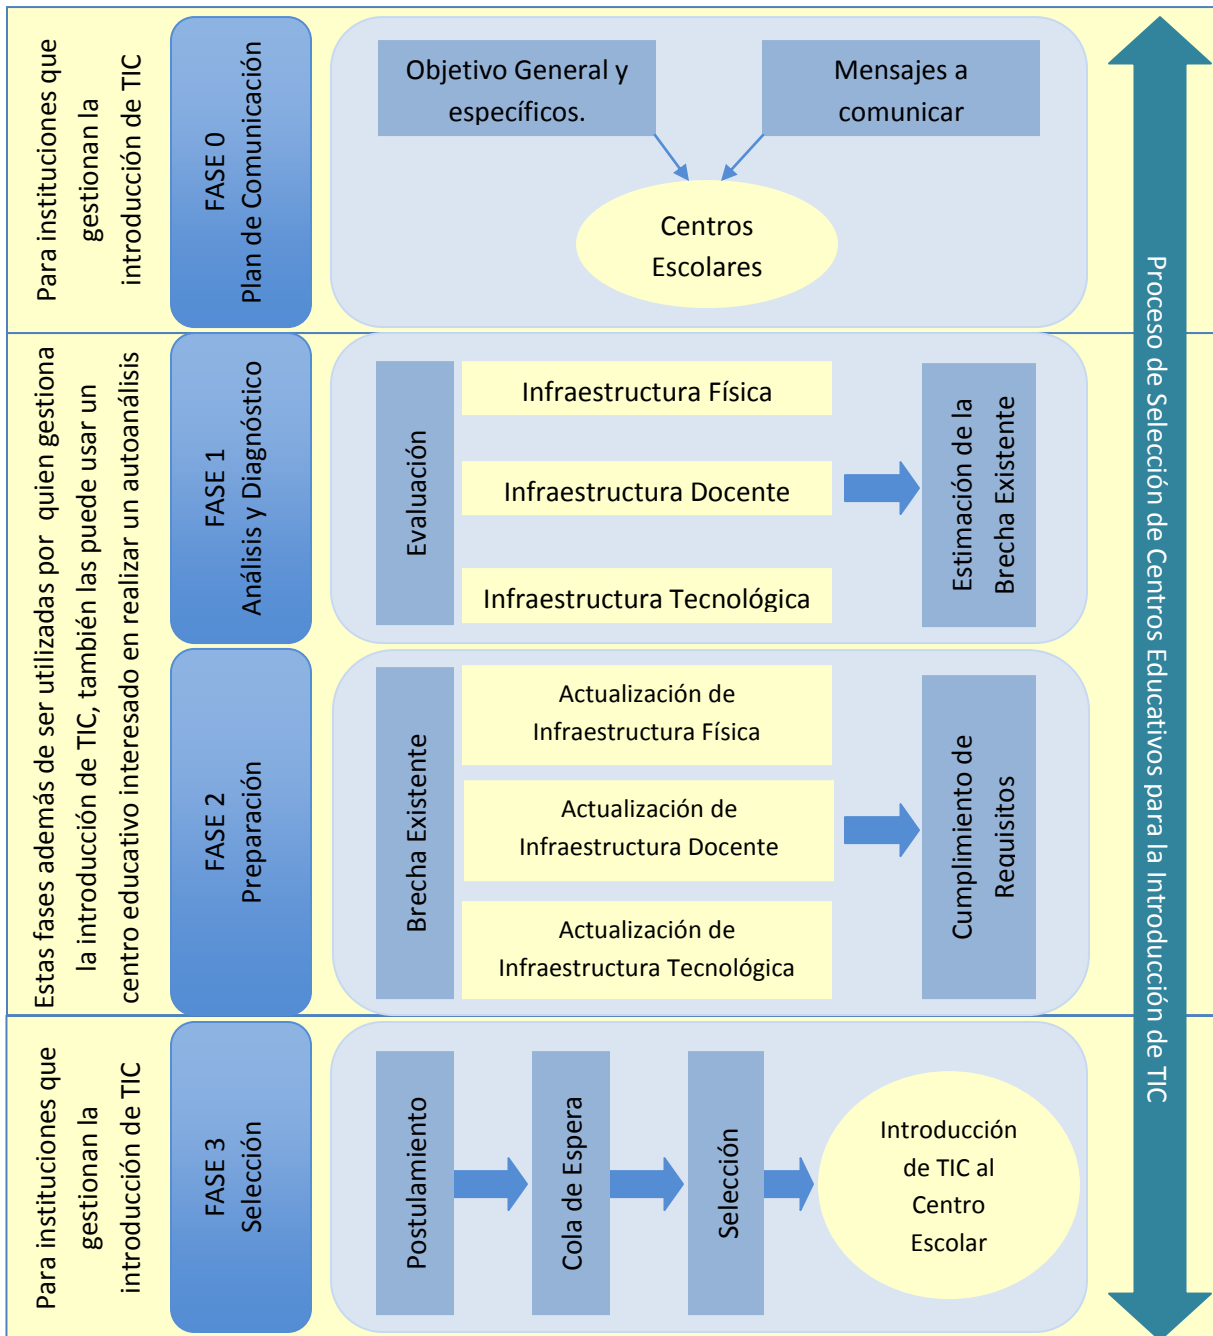 Para instituciones que
gestionan la
introducción de TIC
FASE 0
Plan de Comunicación
Objetivo General y
específicos.
Mensajes a
comunicar
Centros
Escolares
Estas fases además de ser utilizadas por quien gestiona
la introducción de TIC, también las puede usar un
centro educativo interesado en realizar un autoanálisis
FASE 1
Análisis y Diagnóstico
Evaluación
Infraestructura Física
Infraestructura Docente
Infraestructura Tecnológica
Estimación de la
Brecha Existente
FASE 2
Preparación
Brecha Existente
Actualización de
Infraestructura Física
Actualización de
Infraestructura Docente
Actualización de
Infraestructura Tecnológica
Cumplimiento de
Requisitos
Para instituciones que
gestionan la
introducción de TIC
FASE 3
Selección
Postulamiento
Cola de Espera
Selección
Introducción
de TIC al
Centro
Escolar
Proceso de Selección de Centros Educativos para la Introducción de TIC